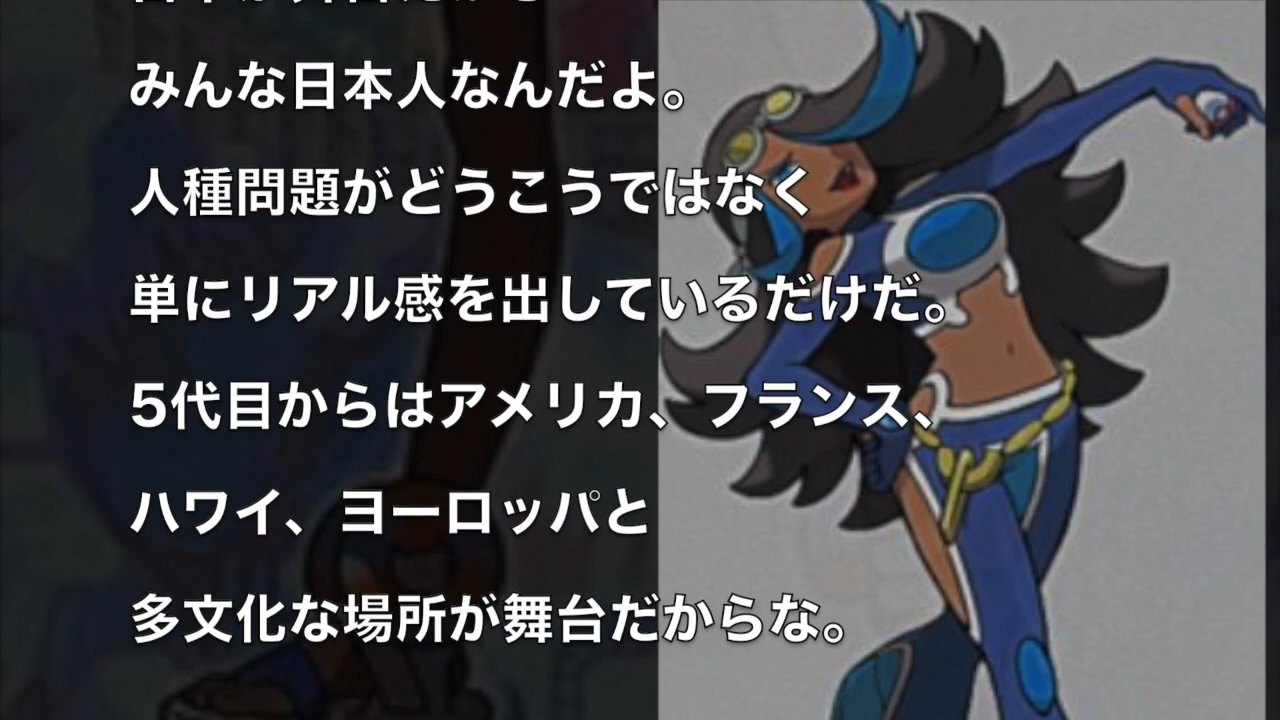 みんな日本人なんだよ。
人種問題がどうこうではなく
単にリアル感を出しているだけだ。
5代目からはアメリカ、フランス、
ハワイ、ヨーロッパと
多文化な場所が舞台だからな。